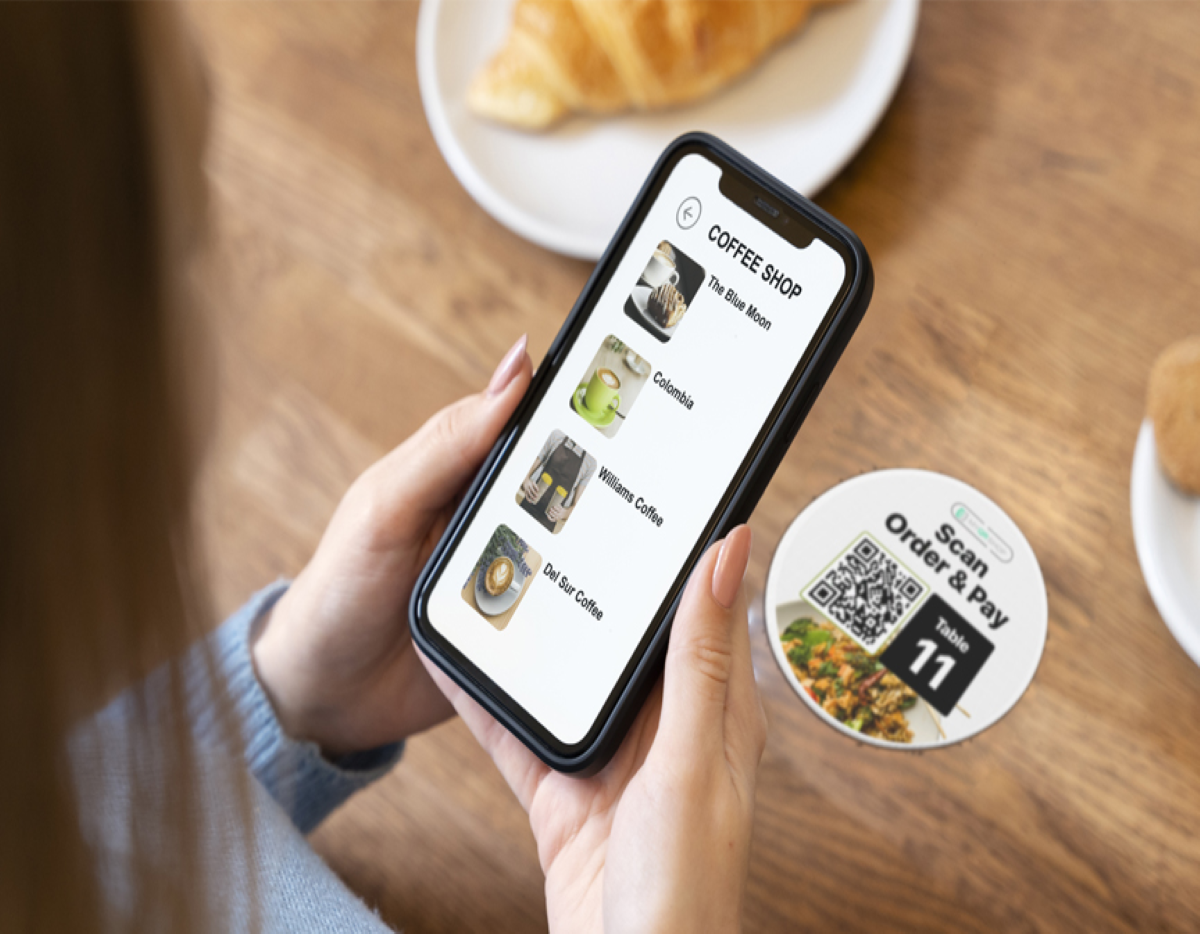 COFFEE SHOP
The Blue Moon
Colombia
Williams Coffee
Del Sur Coffee
Scan
Order & Pay
Table
11